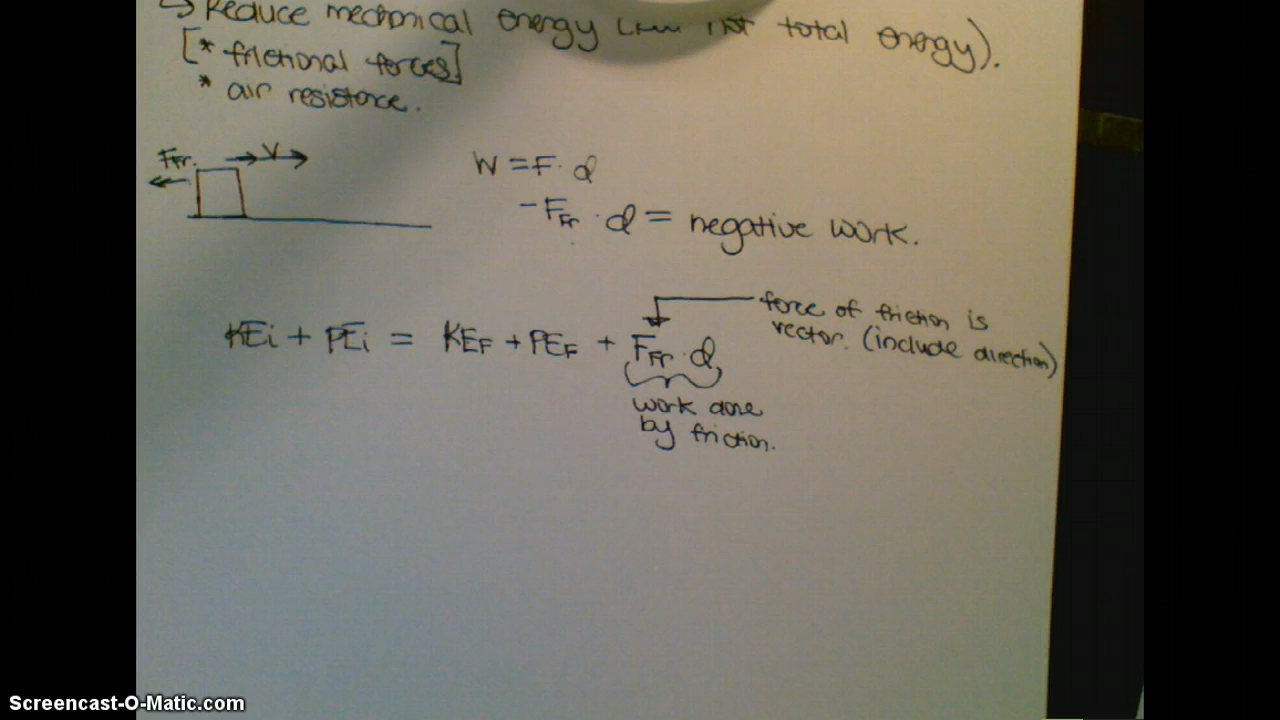 ↳ Reduce mechanical energy not total energy).
[* frictional forces]
* air resistance.
FFr. V
W = F · d
-FFr · d = negative work.
force of friction is
vector. (include direction)
KEi + PEi = KEF + PEF + FFr · d
work done
by friction.
Screencast-O-Matic.com